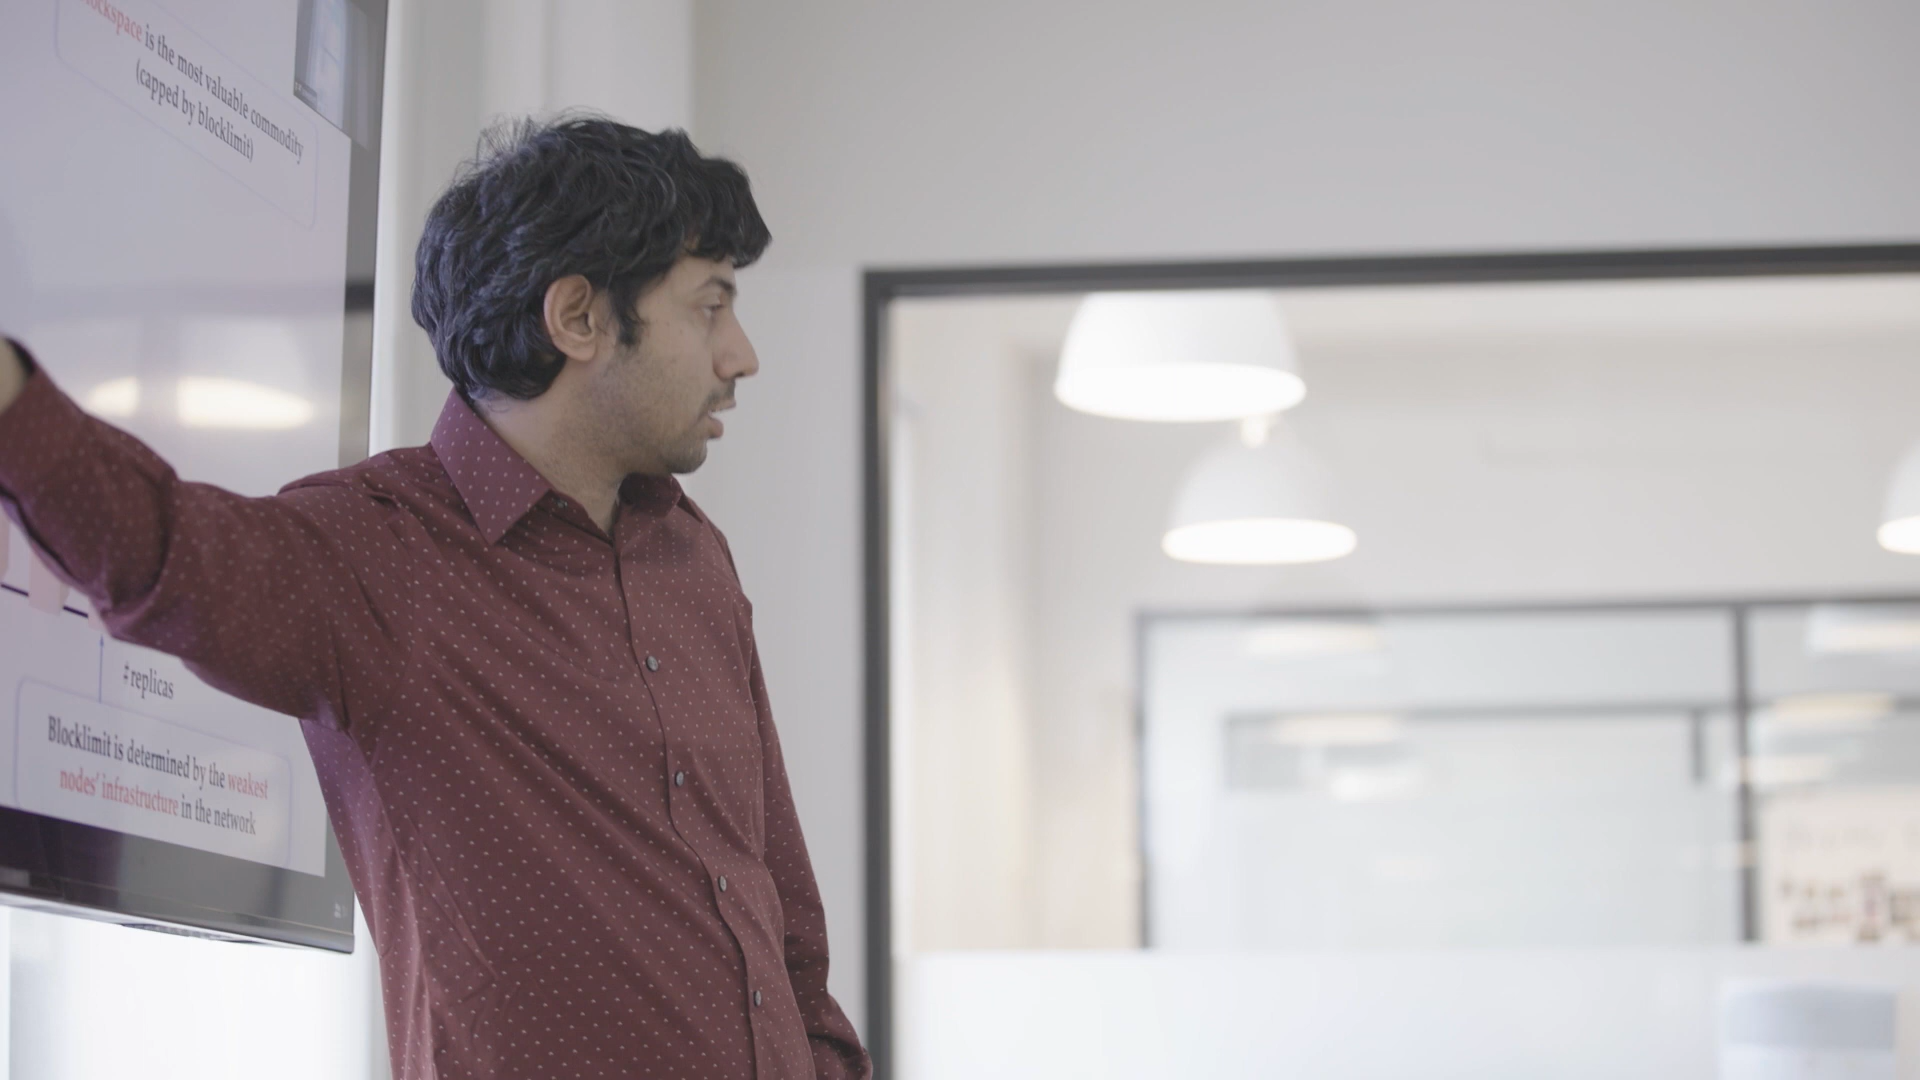 is the most valuable commodity
(capped by blocklimit)
# replicas
Blocklimit is determined by the weakest
nodes' infrastructure in the network